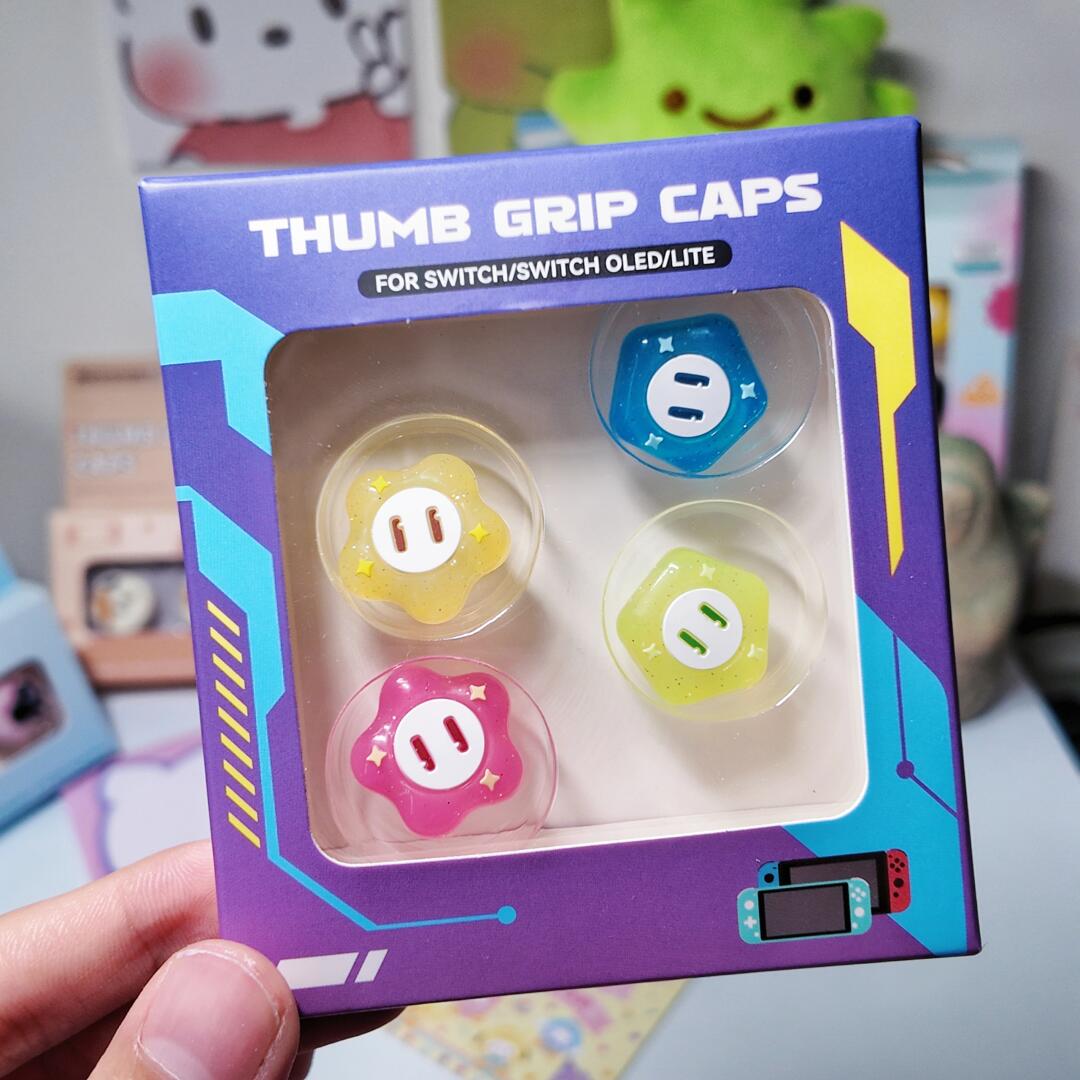 THUMB GRIP CAPS
FOR SWITCH/SWITCH OLED/LITE